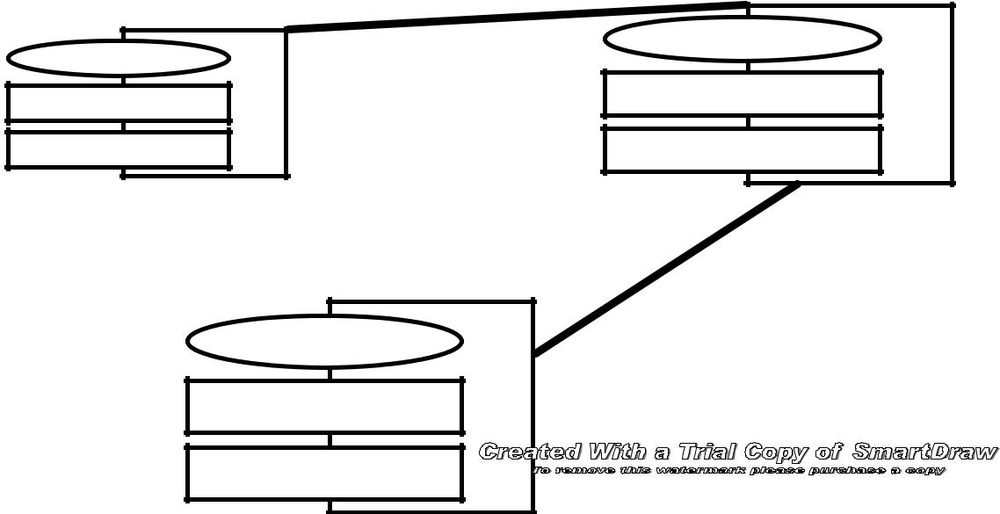 Created With a Trial Copy of SmartDraw
To remove this watermark please purchase a copy